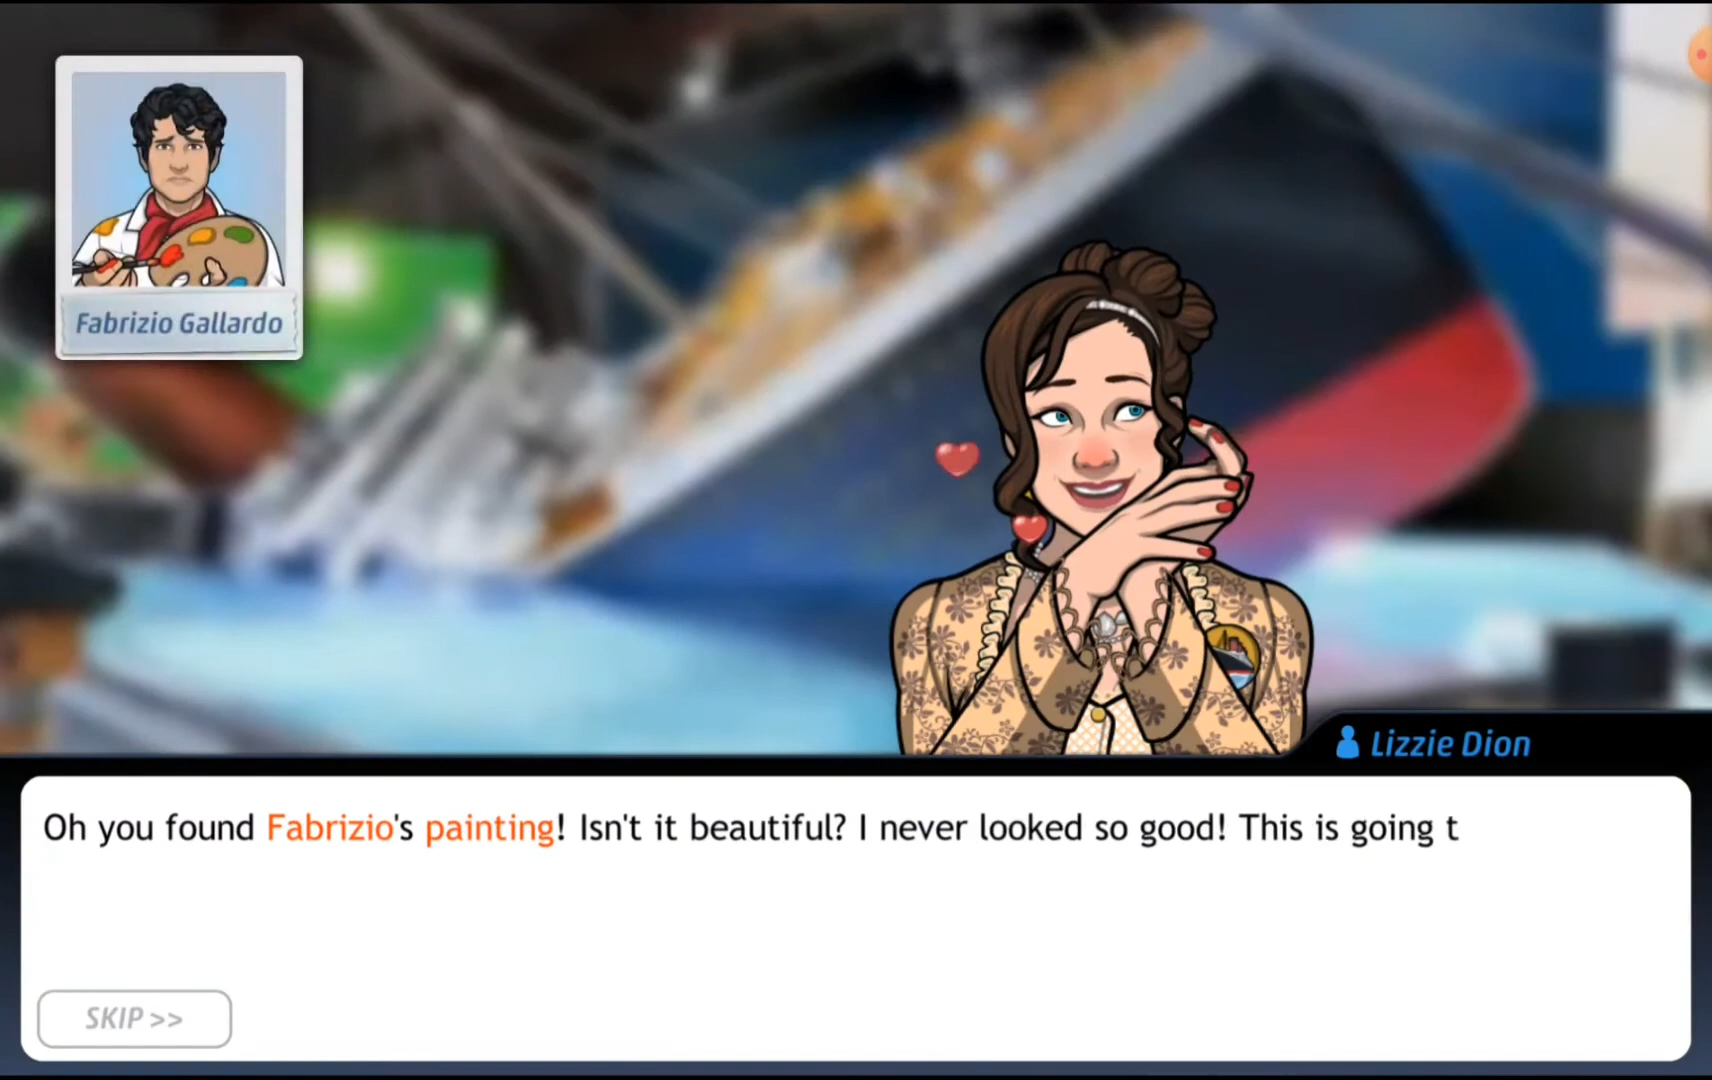 Fabrizio Gallardo
Lizzie Dion
Oh you found Fabrizio's painting! Isn't it beautiful? I never looked so good! This is going t
SKIP >>